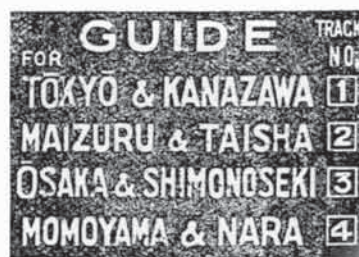 GUIDE TRACK
FOR NO.
TŌKYŌ & KANAZAWA 1
MAIZURU & TAISHA 2
ŌSAKA & SHIMONOSEKI 3
MOMOYAMA & NARA 4